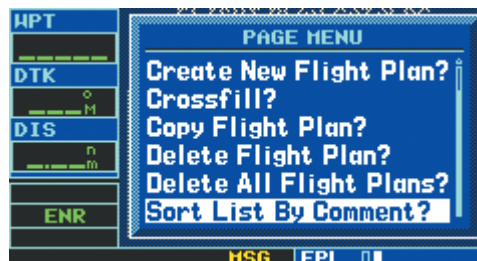 WPT
DTK
°
M
DIS
n
m
ENR
PAGE MENU
Create New Flight Plan?
Crossfill?
Copy Flight Plan?
Delete Flight Plan?
Delete All Flight Plans?
Sort List By Comment?
MSG
FPL